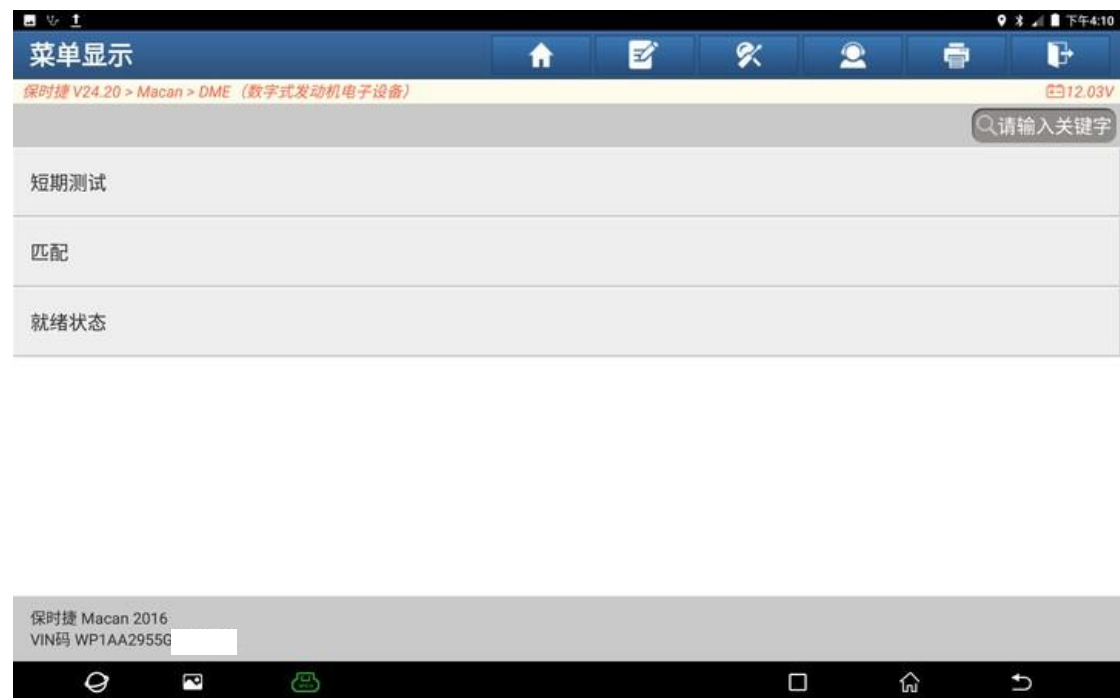 下午4:10
菜单显示
保时捷 V24.20 > Macan > DME（数字式发动机电子设备）
12.03V
请输入关键字
短期测试
匹配
就绪状态
保时捷 Macan 2016
VIN码 WP1AA2955G